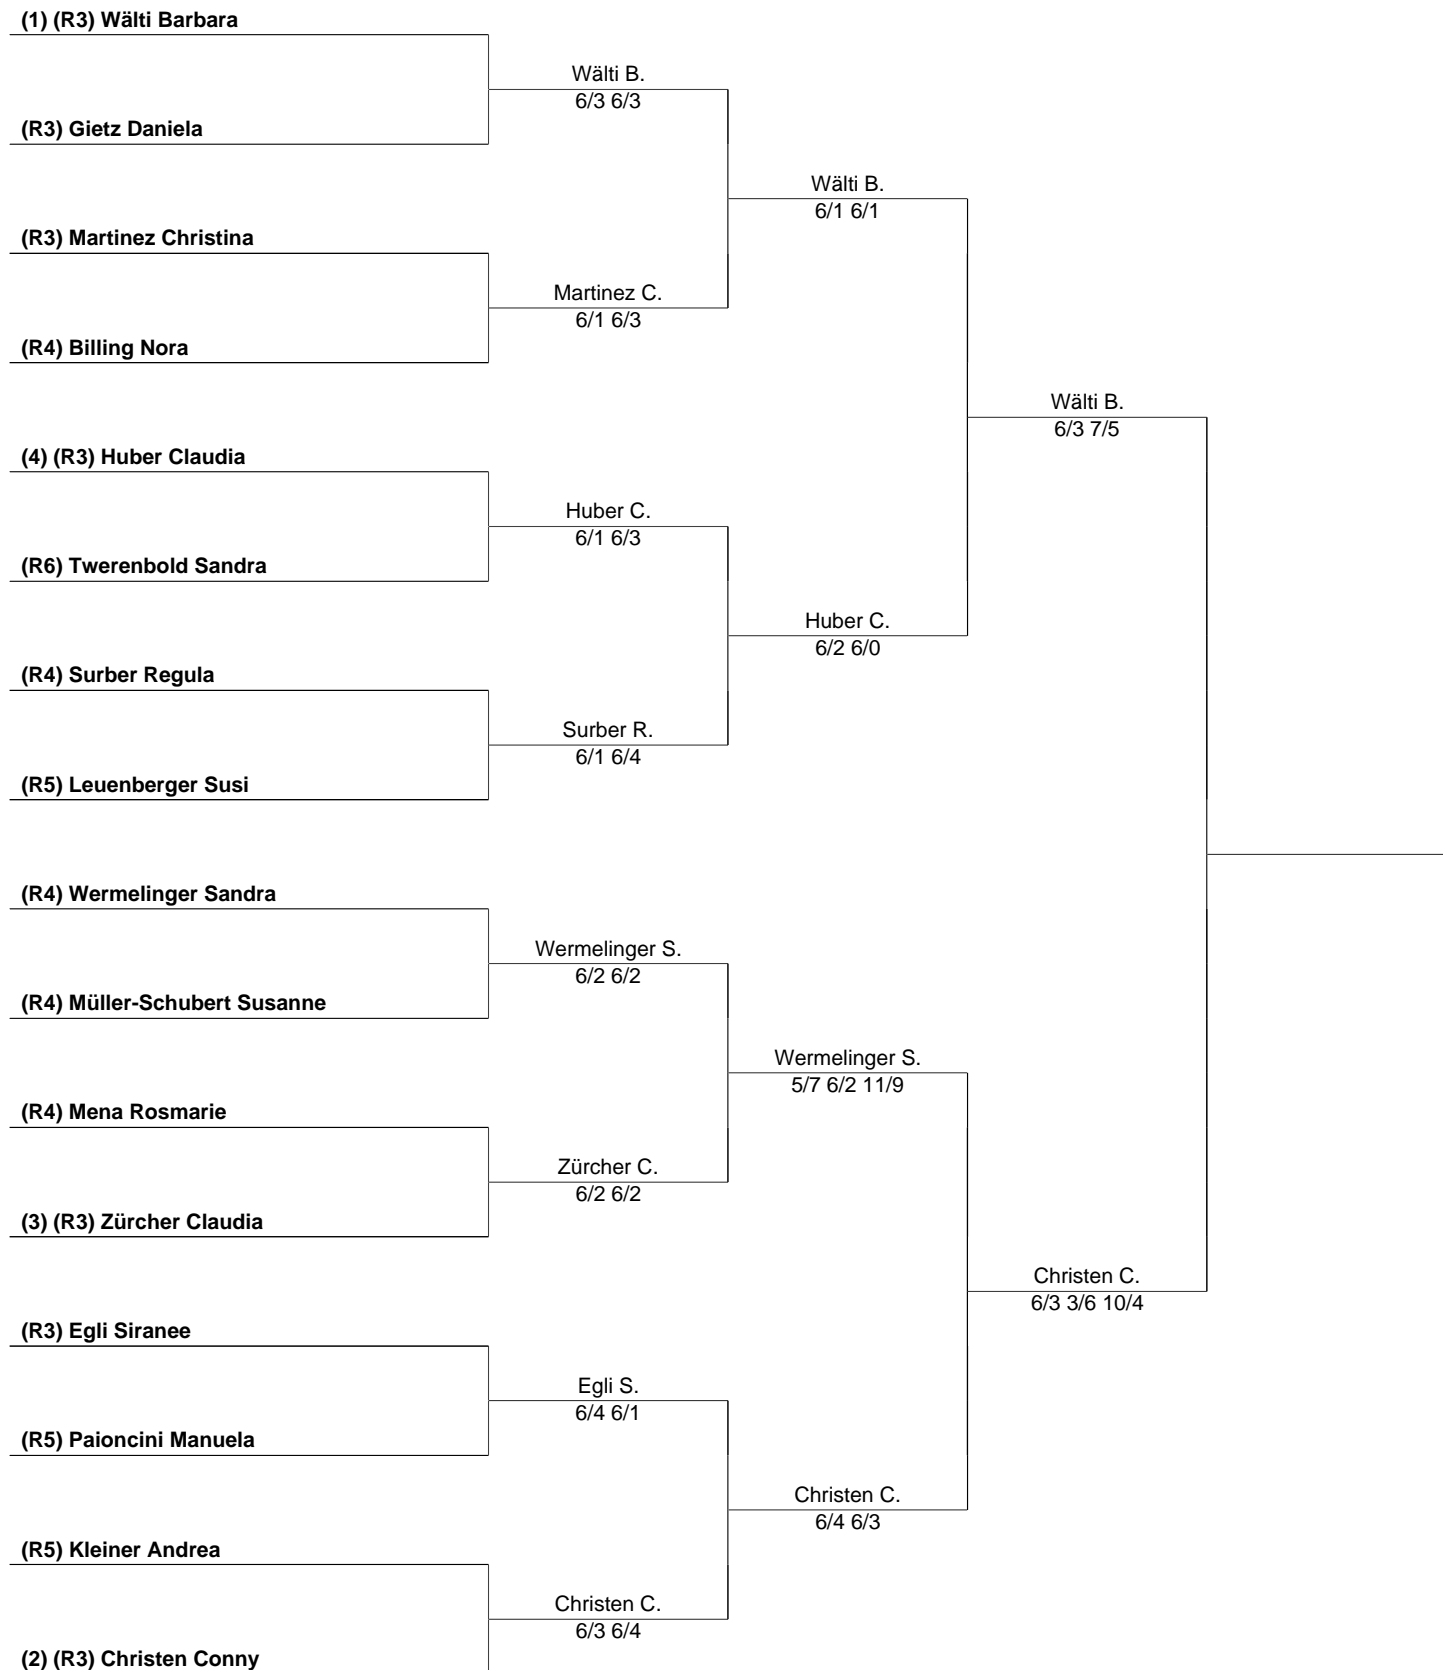 (1) (R3) Wälti Barbara
Wälti B.
6/3 6/3
(R3) Gietz Daniela
Wälti B.
6/1 6/1
(R3) Martinez Christina
Martinez C.
6/1 6/3
(R4) Billing Nora
Wälti B.
6/3 7/5
(4) (R3) Huber Claudia
Huber C.
6/1 6/3
(R6) Twerenbold Sandra
Huber C.
6/2 6/0
(R4) Surber Regula
Surber R.
6/1 6/4
(R5) Leuenberger Susi
(R4) Wermelinger Sandra
Wermelinger S.
6/2 6/2
(R4) Müller-Schubert Susanne
Wermelinger S.
5/7 6/2 11/9
(R4) Mena Rosmarie
Zürcher C.
6/2 6/2
(3) (R3) Zürcher Claudia
Christen C.
6/3 3/6 10/4
(R3) Egli Siranee
Egli S.
6/4 6/1
(R5) Paioncini Manuela
Christen C.
6/4 6/3
(R5) Kleiner Andrea
Christen C.
6/3 6/4
(2) (R3) Christen Conny